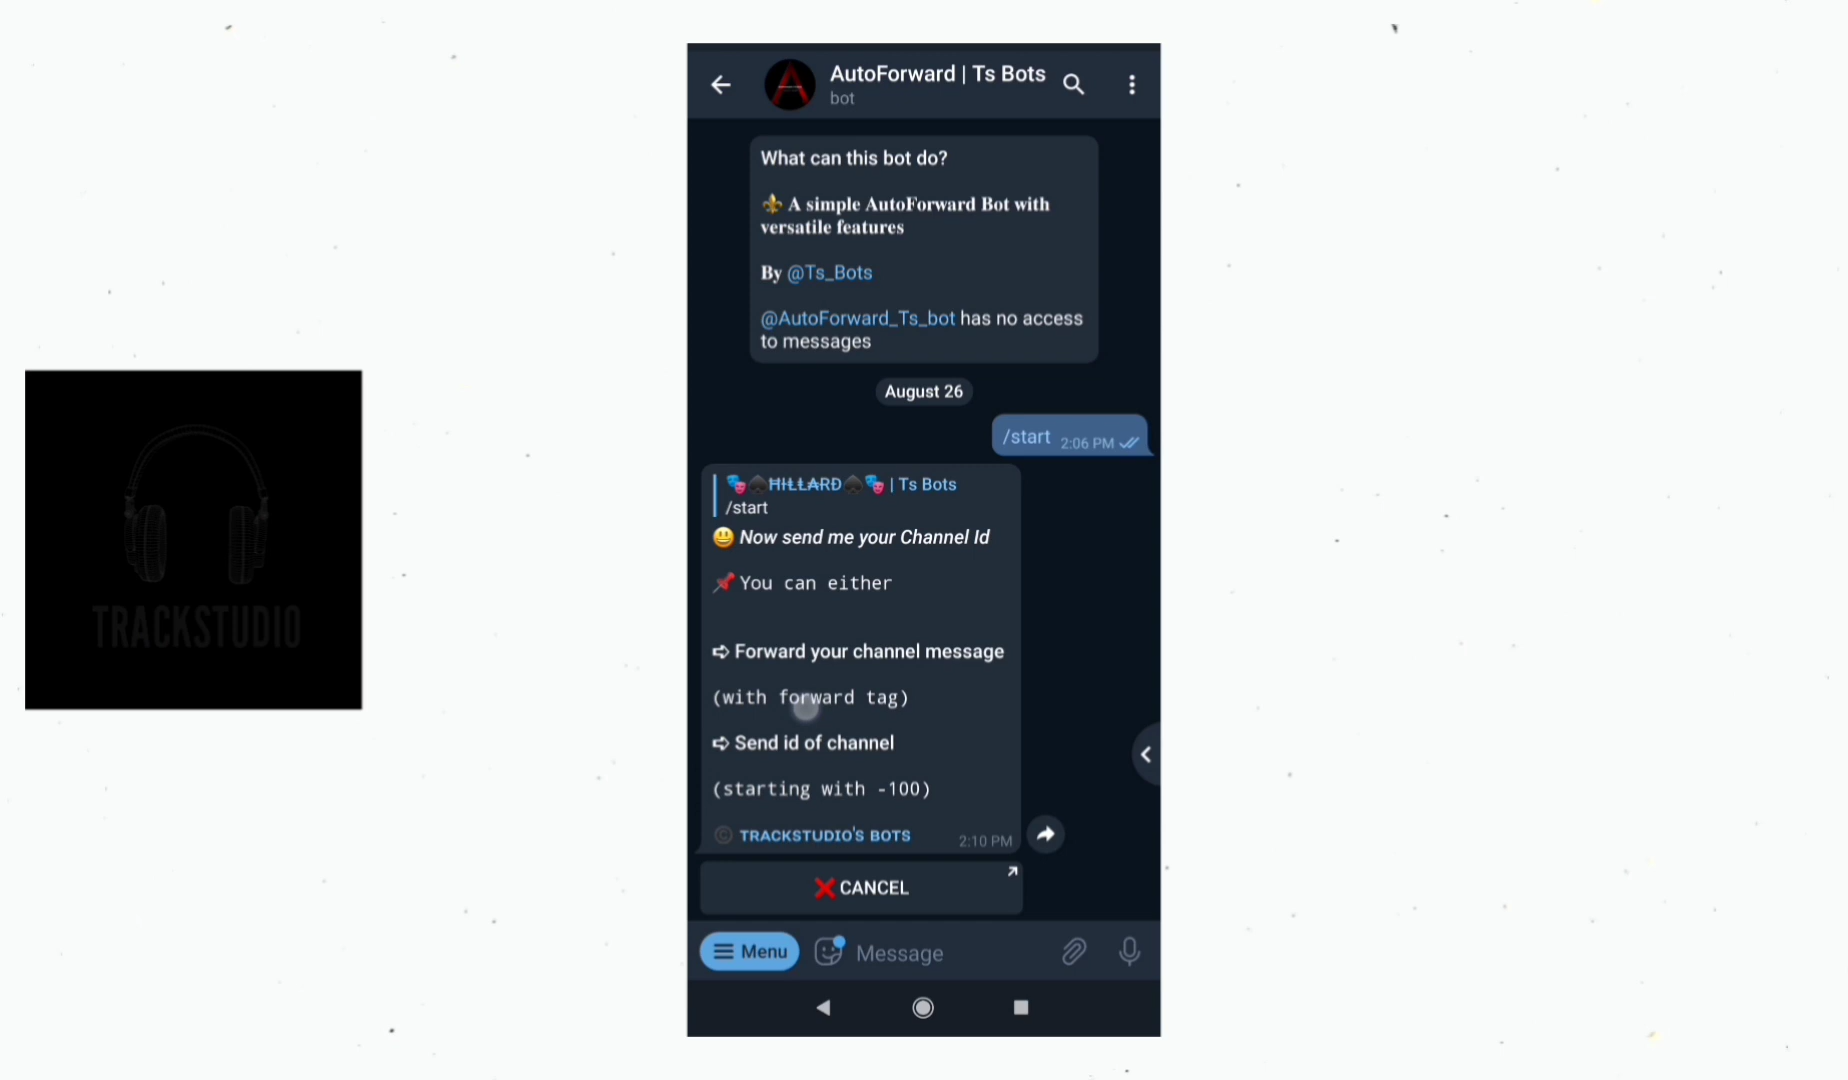 AutoForward | Ts Bots
bot
What can this bot do?
⚜️ A simple AutoForward Bot with
versatile features
By @Ts_Bots
@AutoForward_Ts_bot has no access
to messages
August 26
/start 2:06 PM
🎭♠️ĦłŁŁ₳RĐ♠️🎭 | Ts Bots
/start
😃 Now send me your Channel Id
📌 You can either
➪ Forward your channel message
(with forward tag)
➪ Send id of channel
(starting with -100)
© TRACKSTUDIO'S BOTS 2:10 PM
❌ CANCEL
Menu Message
TRACKSTUDIO